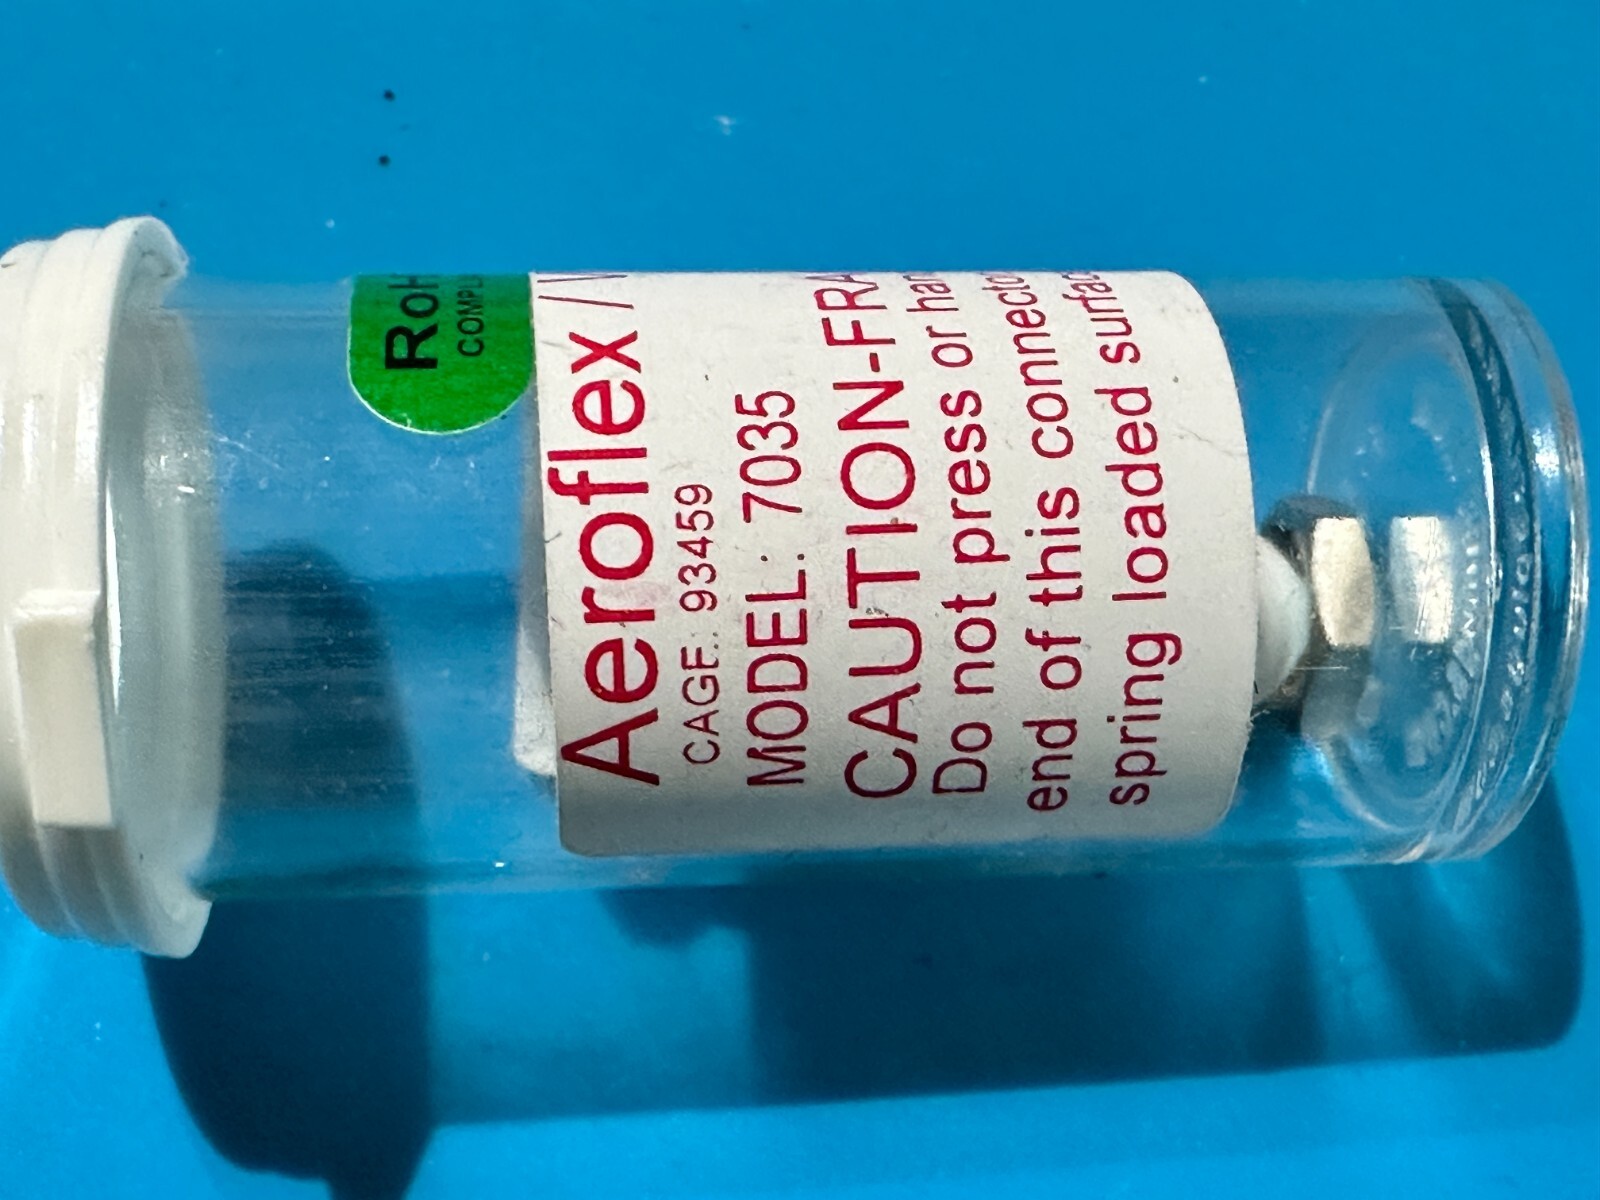 Aeroflex /
CAGE: 93459
MODEL: 7035
CAUTION-FRA
Do not press or han
end of this connecto
spring loaded surfac
RoH
COMPLI